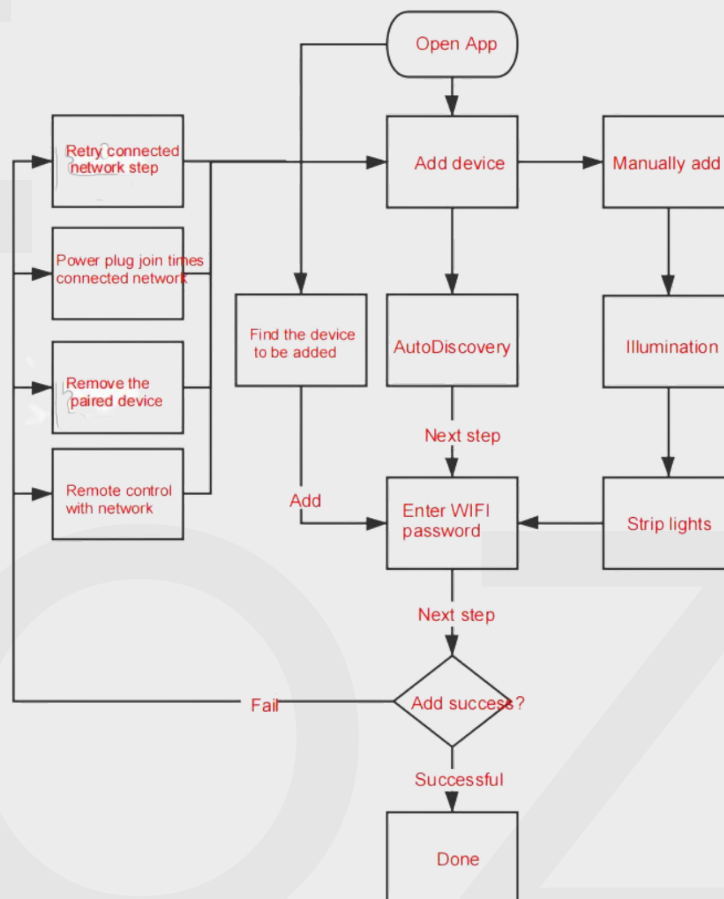 Open App
Retry connected
network step
Add device
Manually add
Power plug join times
connected network
Find the device
to be added
AutoDiscovery
Illumination
Remove the
paired device
Next step
Remote control
with network
Add
Enter WIFI
password
Strip lights
Next step
Fail
Add success?
Successful
Done